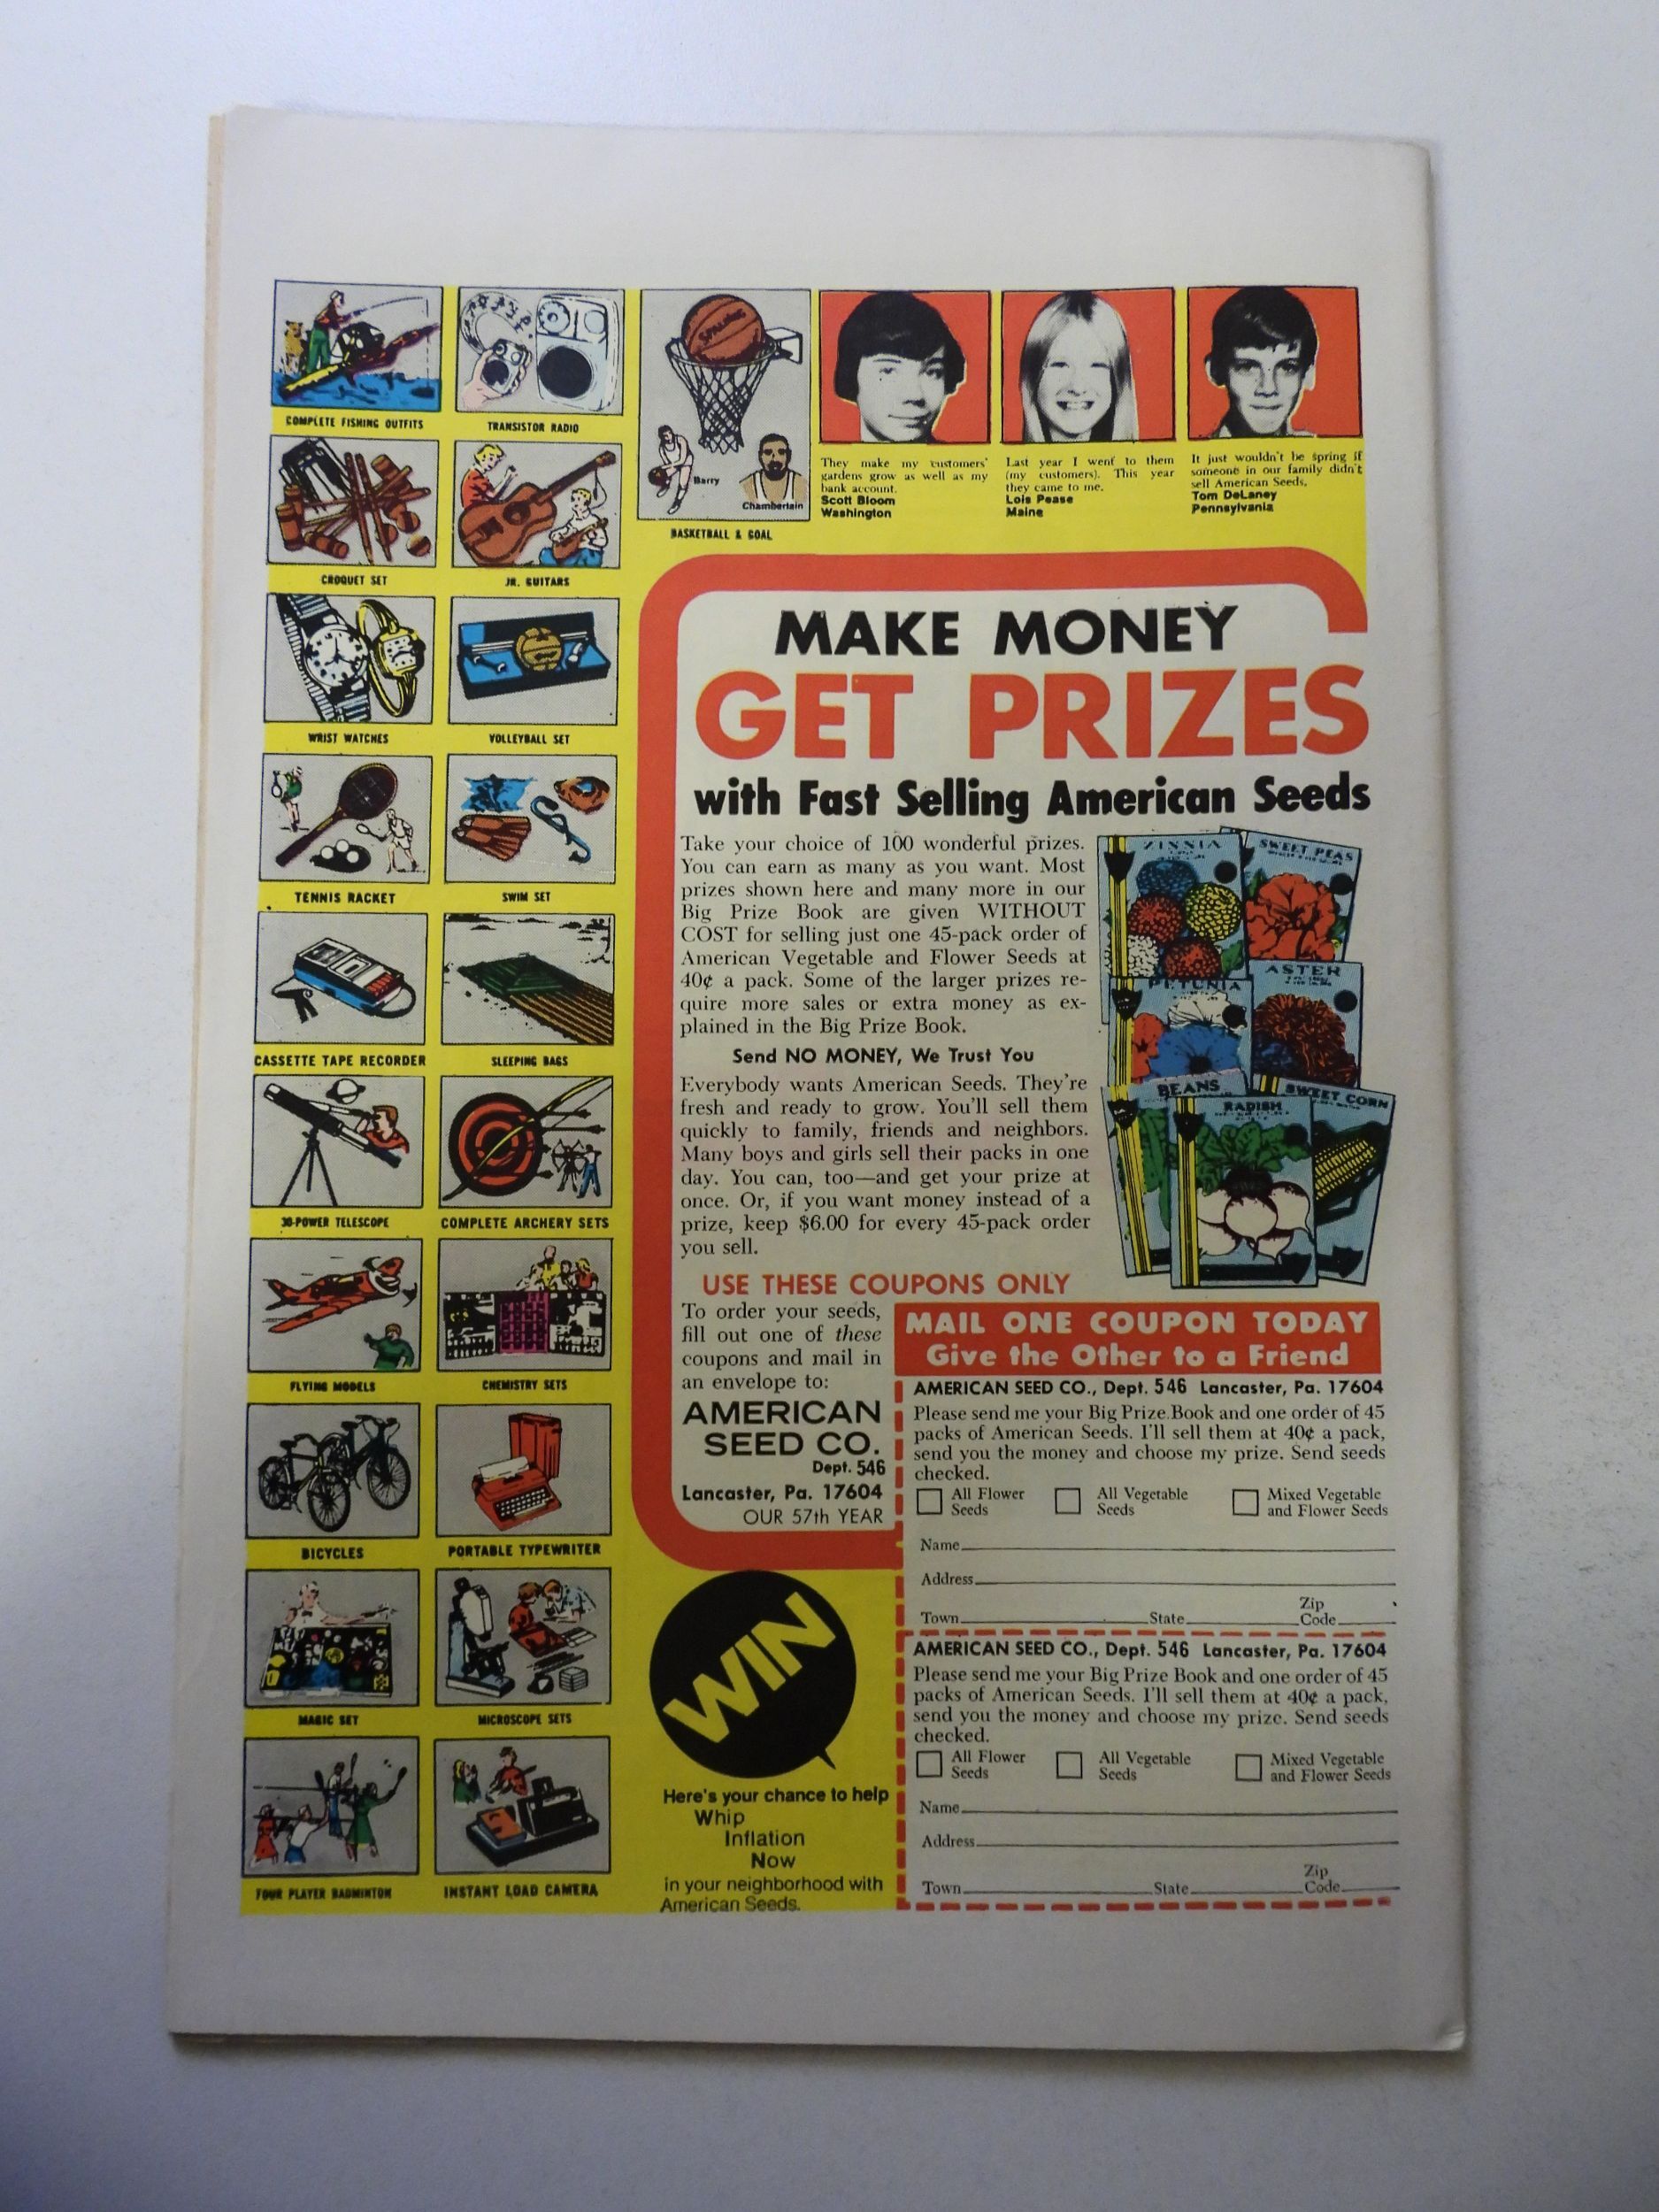 COMPLETE FISHING OUTFITS
TRANSISTOR RADIO
SPALDING
Barry
Chamberlain
BASKETBALL & GOAL
They make my customers'
gardens grow as well as my
bank account.
Scott Bloom
Washington
Last year I went to them
(my customers). This year
they came to me.
Lois Pease
Maine
It just wouldn't be spring if
someone in our family didn't
sell American Seeds.
Tom DeLaney
Pennsylvania
CROQUET SET
JR. GUITARS
WRIST WATCHES
VOLLEYBALL SET
TENNIS RACKET
SWIM SET
CASSETTE TAPE RECORDER
SLEEPING BAGS
30-POWER TELESCOPE
COMPLETE ARCHERY SETS
FLYING MODELS
CHEMISTRY SETS
BICYCLES
PORTABLE TYPEWRITER
MAGIC SET
MICROSCOPE SETS
FOUR PLAYER BADMINTON
INSTANT LOAD CAMERA
MAKE MONEY
GET PRIZES
with Fast Selling American Seeds
Take your choice of 100 wonderful prizes.
You can earn as many as you want. Most
prizes shown here and many more in our
Big Prize Book are given WITHOUT
COST for selling just one 45-pack order of
American Vegetable and Flower Seeds at
40¢ a pack. Some of the larger prizes re-
quire more sales or extra money as ex-
plained in the Big Prize Book.
Send NO MONEY, We Trust You
Everybody wants American Seeds. They're
fresh and ready to grow. You'll sell them
quickly to family, friends and neighbors.
Many boys and girls sell their packs in one
day. You can, too—and get your prize at
once. Or, if you want money instead of a
prize, keep $6.00 for every 45-pack order
you sell.
ZINNIA
SWEET PEAS
PETUNIA
ASTER
BEANS
RADISH
SWEET CORN
USE THESE COUPONS ONLY
To order your seeds,
fill out one of these
coupons and mail in
an envelope to:
AMERICAN
SEED CO.
Dept. 546
Lancaster, Pa. 17604
OUR 57th YEAR
MAIL ONE COUPON TODAY
Give the Other to a Friend
AMERICAN SEED CO., Dept. 546 Lancaster, Pa. 17604
Please send me your Big Prize Book and one order of 45
packs of American Seeds. I'll sell them at 40¢ a pack,
send you the money and choose my prize. Send seeds
checked.
All Flower
Seeds
All Vegetable
Seeds
Mixed Vegetable
and Flower Seeds
Name
Address
Town State Zip
Code
AMERICAN SEED CO., Dept. 546 Lancaster, Pa. 17604
Please send me your Big Prize Book and one order of 45
packs of American Seeds. I'll sell them at 40¢ a pack,
send you the money and choose my prize. Send seeds
checked.
All Flower
Seeds
All Vegetable
Seeds
Mixed Vegetable
and Flower Seeds
Name
Address
Town State Zip
Code
WIN
Here's your chance to help
Whip
Inflation
Now
in your neighborhood with
American Seeds.